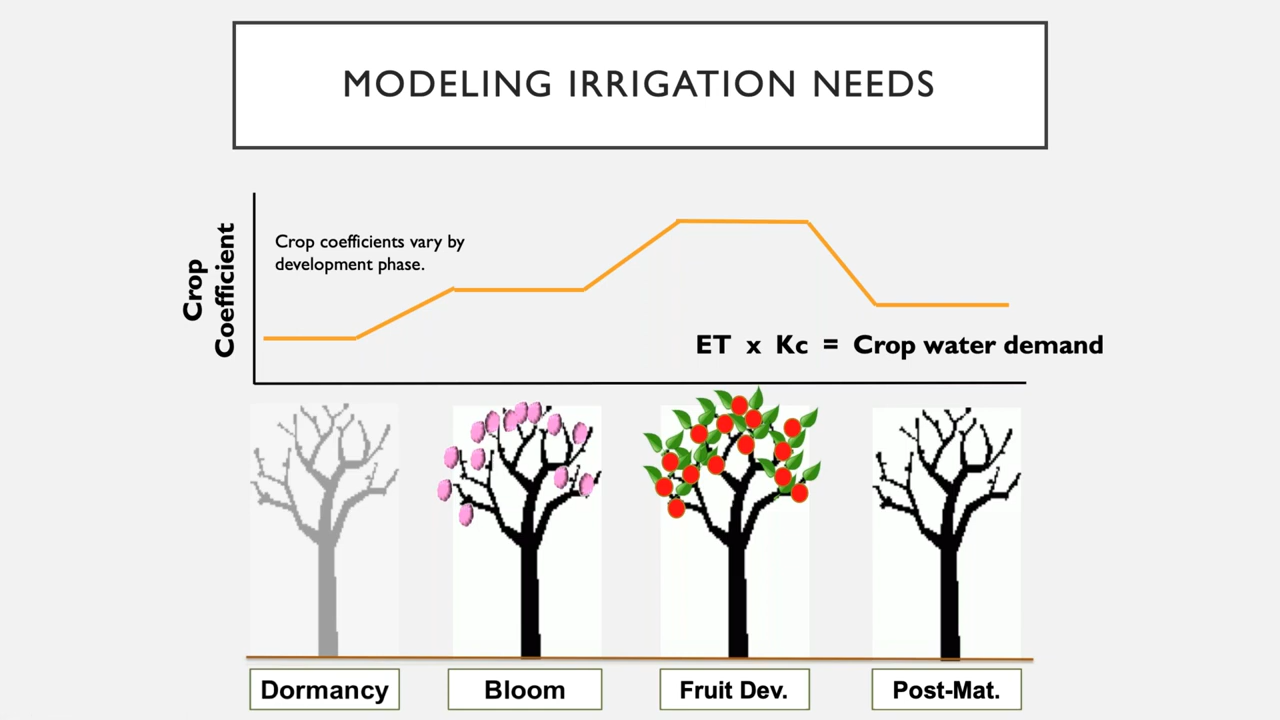 MODELING IRRIGATION NEEDS
Crop
Coefficient
Crop coefficients vary by
development phase.
ET x Kc = Crop water demand
Dormancy
Bloom
Fruit Dev.
Post-Mat.